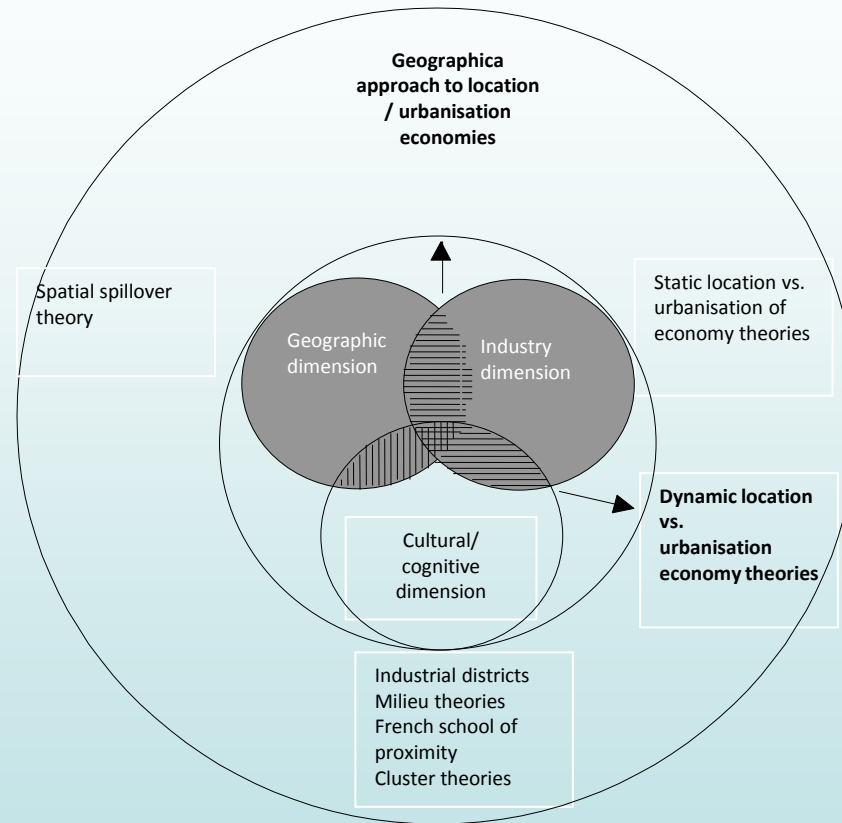 Geographica
approach to location
/ urbanisation
economies
Spatial spillover
theory
Static location vs.
urbanisation of
economy theories
Geographic
dimension
Industry
dimension
Dynamic location
vs.
urbanisation
economy theories
Cultural/
cognitive
dimension
Industrial districts
Milieu theories
French school of
proximity
Cluster theories